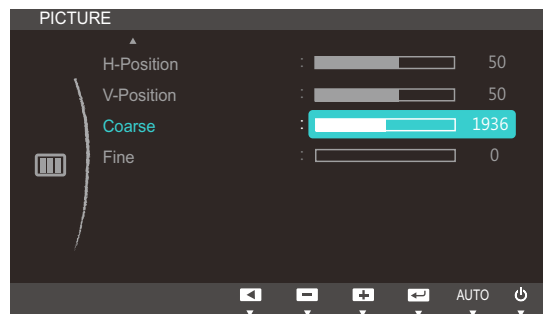 PICTURE
H-Position : 50
V-Position : 50
Coarse : 1936
Fine : 0
AUTO